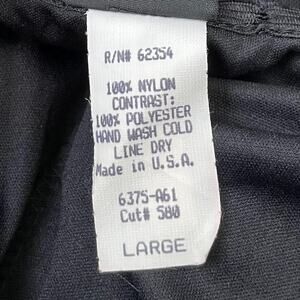 R/N# 62354
100% NYLON
CONTRAST:
100% POLYESTER
HAND WASH COLD
LINE DRY
Made in U.S.A.
6375-A61
Cut# 580
LARGE